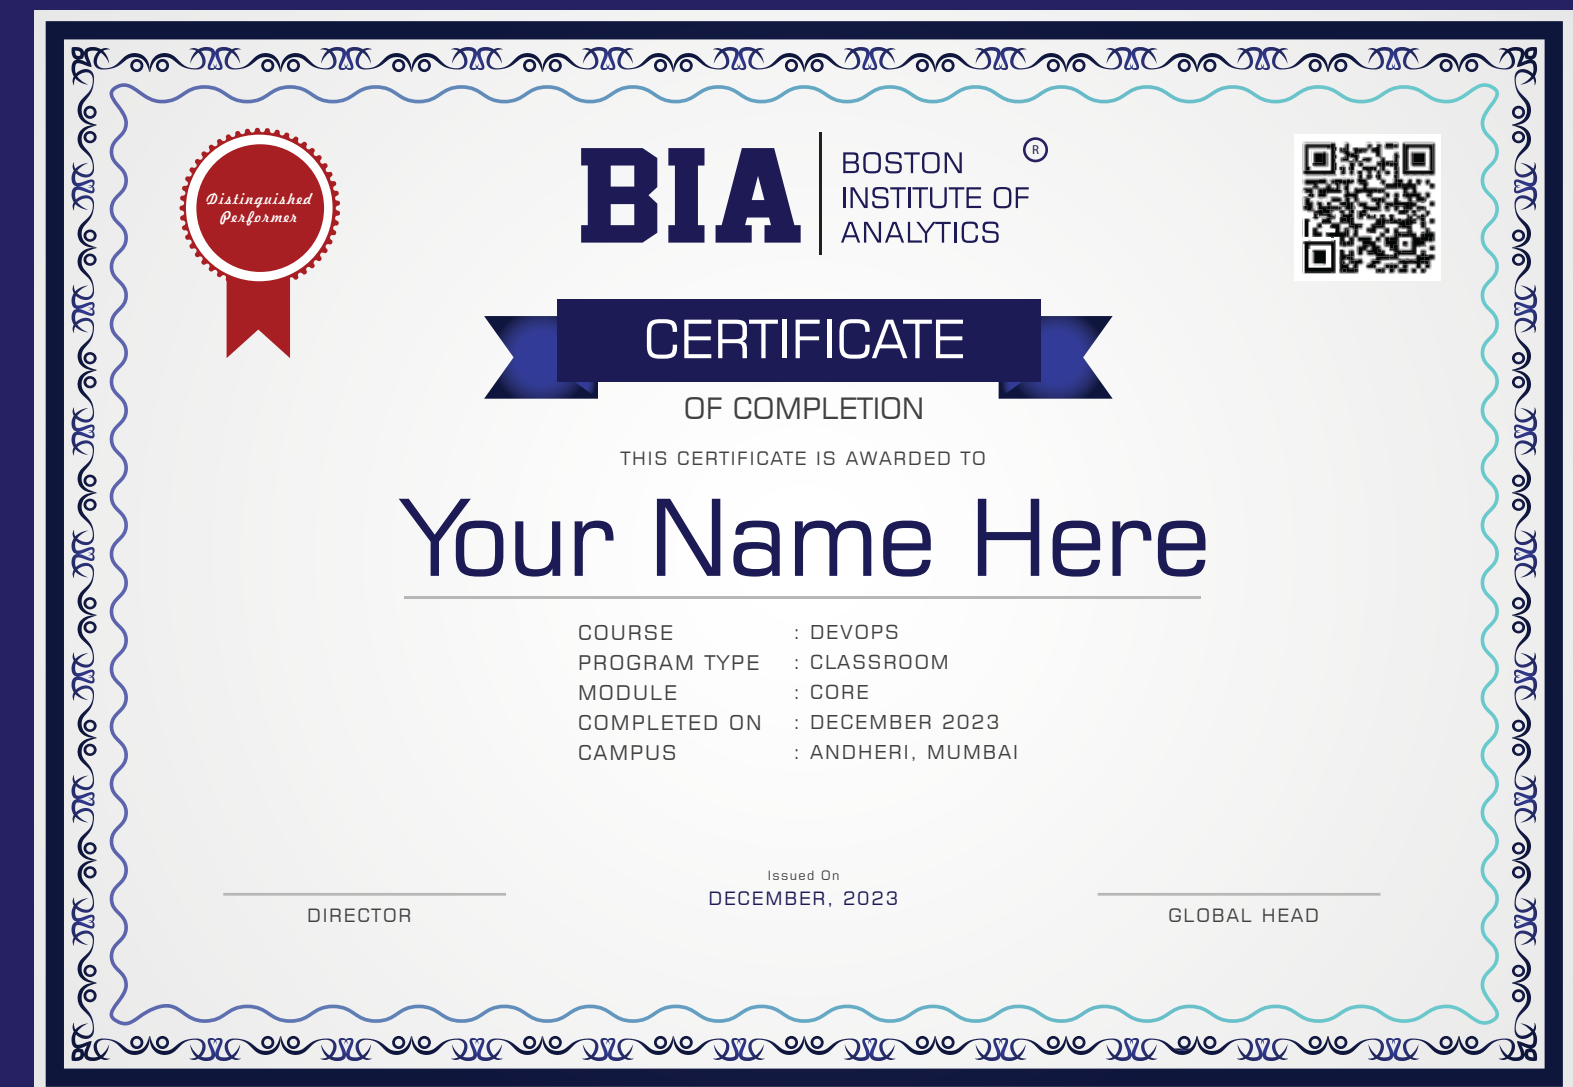 Distinguished
Performer
BIA
BOSTON
INSTITUTE OF
ANALYTICS
®
CERTIFICATE
OF COMPLETION
THIS CERTIFICATE IS AWARDED TO
Your Name Here
COURSE : DEVOPS
PROGRAM TYPE : CLASSROOM
MODULE : CORE
COMPLETED ON : DECEMBER 2023
CAMPUS : ANDHERI, MUMBAI
Issued On
DECEMBER, 2023
DIRECTOR
GLOBAL HEAD